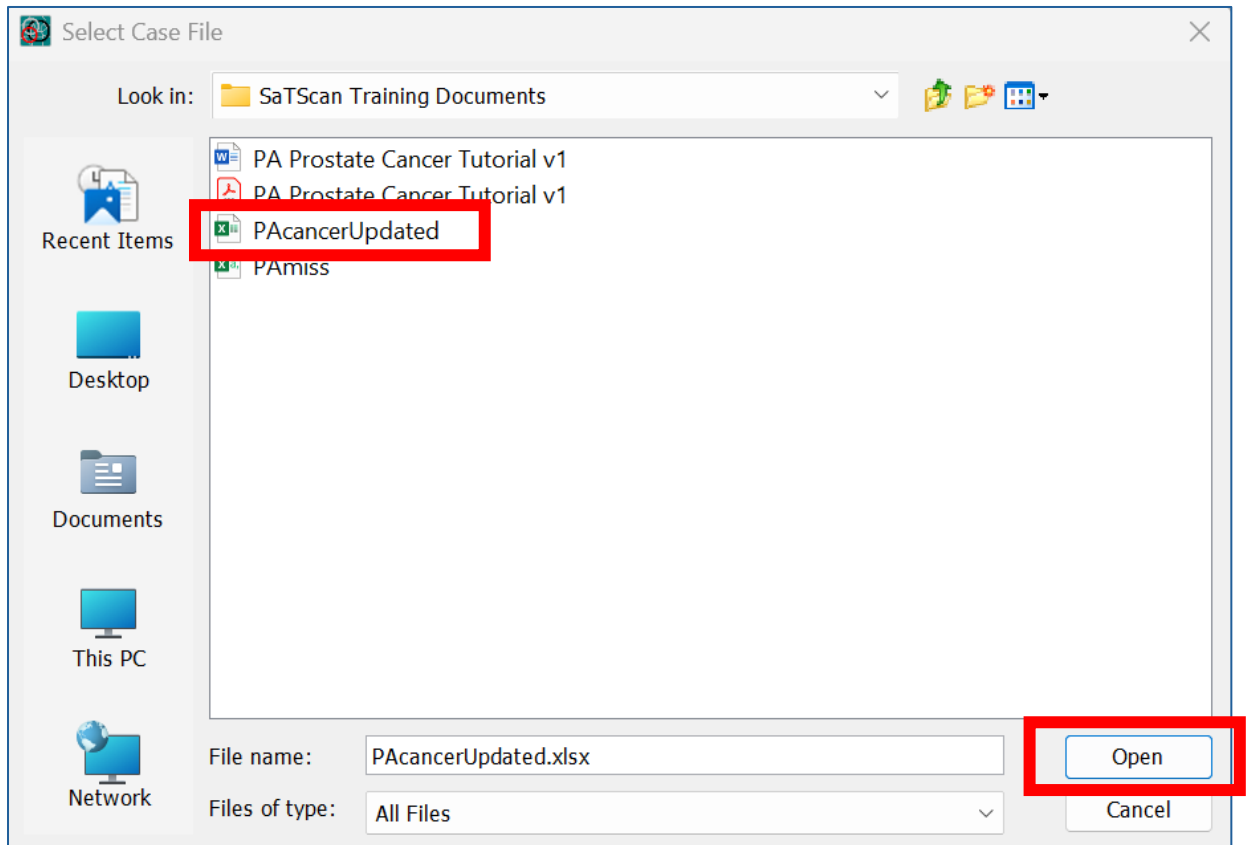 Select Case File
Look in: SaTScan Training Documents
PA Prostate Cancer Tutorial v1
PA Prostate Cancer Tutorial v1
PAcancerUpdated
PAmiss
Recent Items
Desktop
Documents
This PC
Network
File name: PAcancerUpdated.xlsx Open
Files of type: All Files Cancel